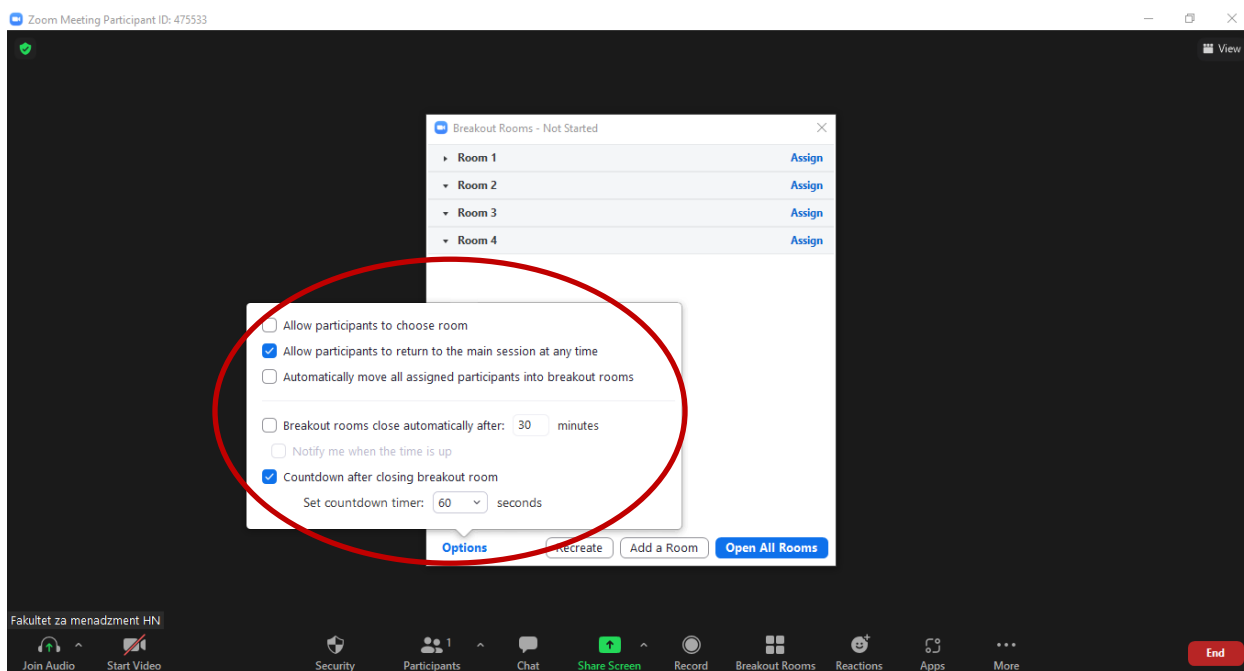 Zoom Meeting Participant ID: 475533
View
Breakout Rooms - Not Started
Room 1 Assign
Room 2 Assign
Room 3 Assign
Room 4 Assign
Allow participants to choose room
Allow participants to return to the main session at any time
Automatically move all assigned participants into breakout rooms
Breakout rooms close automatically after: 30 minutes
Notify me when the time is up
Countdown after closing breakout room
Set countdown timer: 60 seconds
Options Recreate Add a Room Open All Rooms
Fakultet za menadzment HN
1
Join Audio Start Video Security Participants Chat Share Screen Record Breakout Rooms Reactions Apps More End